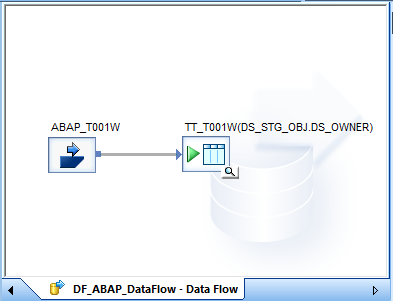 ABAP_T001W
TT_T001W(DS_STG_OBJ.DS_OWNER)
DF_ABAP_DataFlow - Data Flow